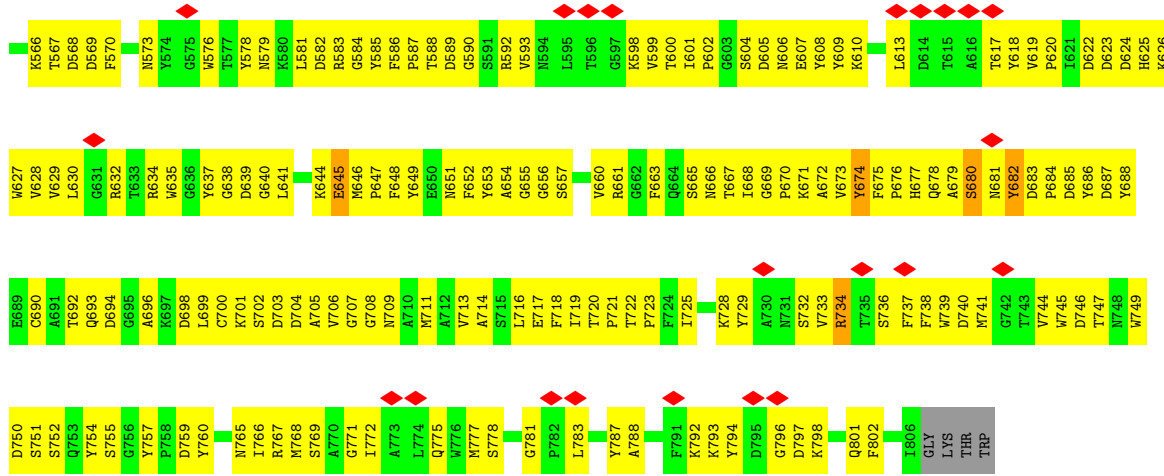 K566 T567 D568 D569 F570 N573 Y574 G575 W576 T577 Y578 N579 K580 L581 D582 R583 G584 Y585 F586 P587 T588 D589 G590 S591 R592 V593 N594 L595 T596 G597 K598 V599 T600 I601 P602 G603 S604 D605 N606 E607 Y608 Y609 K610 L613 D614 T615 A616 T617 Y618 V619 P620 I621 D622 D623 D624 H625 K626
W627 V628 V629 L630 G631 R632 T633 R634 W635 G636 Y637 G638 D639 G640 L641 K644 E645 M646 P647 F648 Y649 E650 N651 F652 Y653 A654 G655 G656 S657 V660 R661 G662 F663 Q664 S665 N666 T667 I668 G669 P670 K671 A672 V673 Y674 F675 P676 H677 Q678 A679 S680 N681 Y682 D683 P684 D685 Y686 D687 Y688
E689 C690 A691 T692 Q693 D694 G695 A696 K697 D698 L699 C700 K701 S702 D703 D704 A705 V706 G707 G708 N709 A710 M711 A712 V713 A714 S715 L716 E717 F718 I719 T720 P721 T722 P723 F724 I725 K728 Y729 A730 N731 S732 V733 R734 T735 S736 F737 F738 W739 D740 M741 G742 T743 V744 W745 D746 T747 N748 W749
D750 S751 S752 Q753 Y754 S755 G756 Y757 P758 D759 Y760 N765 I766 R767 M768 S769 A770 G771 I772 A773 L774 Q775 W776 M777 S778 G781 P782 L783 Y787 A788 F791 K792 K793 Y794 D795 G796 D797 K798 Q801 F802 I806 GLY LYS THR TRP